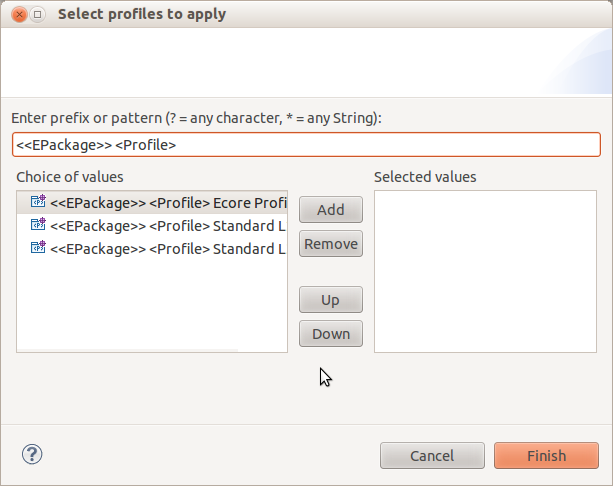 Select profiles to apply
Enter prefix or pattern (? = any character, * = any String):
<<EPackage>> <Profile>
Choice of values
Selected values
<<EPackage>> <Profile> Ecore Profi
<<EPackage>> <Profile> Standard L
<<EPackage>> <Profile> Standard L
Add
Remove
Up
Down
?
Cancel
Finish